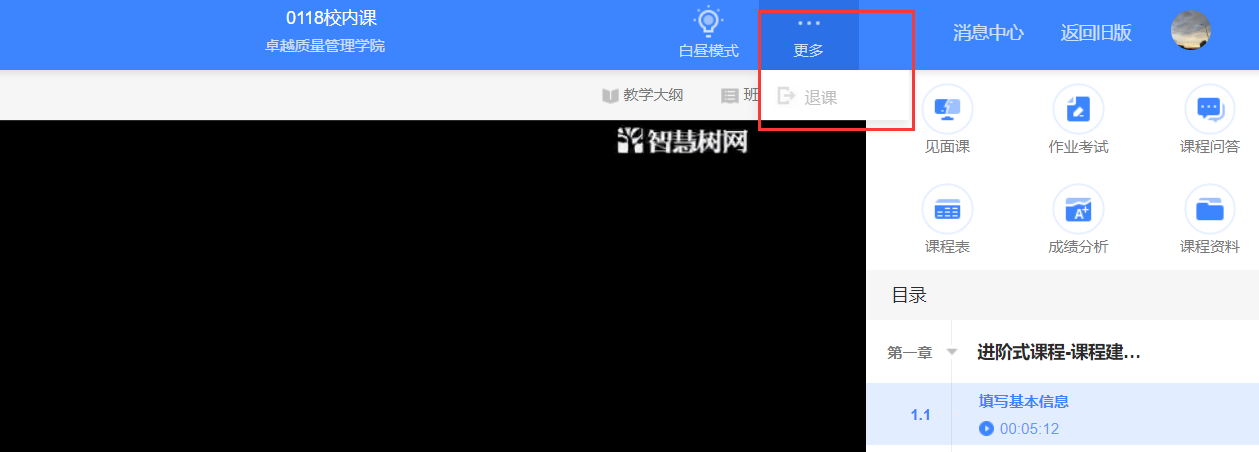 0118校内课
卓越质量管理学院
白昼模式
更多
消息中心
返回旧版
教学大纲
班
退课
智慧树网
见面课
作业考试
课程问答
课程表
成绩分析
课程资料
目录
第一章
进阶式课程-课程建...
1.1
填写基本信息
00:05:12